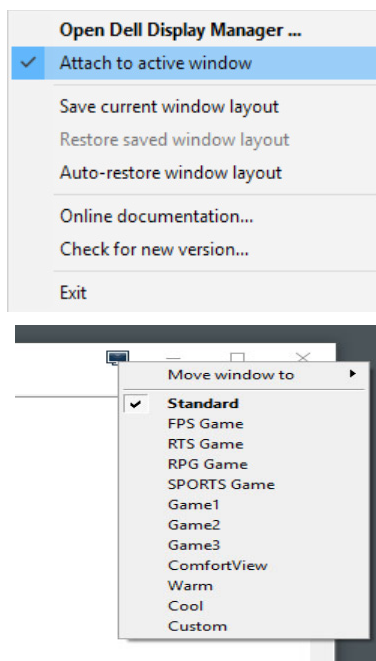 Open Dell Display Manager ...
Attach to active window
Save current window layout
Restore saved window layout
Auto-restore window layout
Online documentation...
Check for new version...
Exit
Move window to
Standard
FPS Game
RTS Game
RPG Game
SPORTS Game
Game1
Game2
Game3
ComfortView
Warm
Cool
Custom